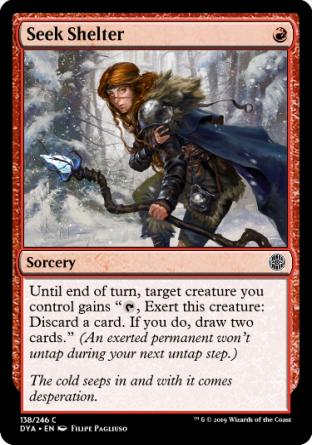 Seek Shelter
Sorcery
Until end of turn, target creature you
control gains “, Exert this creature:
Discard a card. If you do, draw two
cards.” (An exerted permanent won’t
untap during your next untap step.)
The cold seeps in and with it comes
desperation.
138/246 C
™ & © 2019 Wizards of the Coast
DYA • EN Filipe Pagliuso